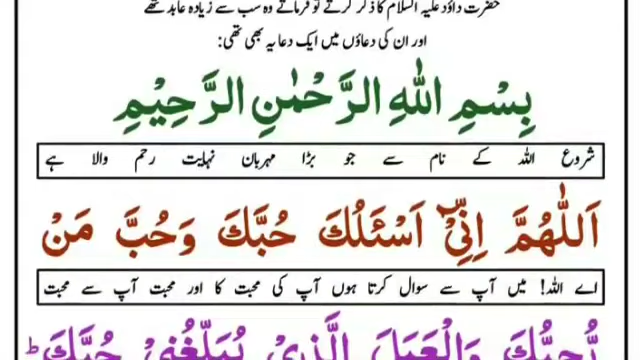 حضرت داؤد علیہ السلام کا ذکر کرتے تو فرماتے وہ سب سے زیادہ عابد تھے
اور ان کی دعاؤں میں ایک دعا یہ بھی تھی:
بِسْمِ اللهِ الرَّحْمٰنِ الرَّحِيْمِ
شروع اللہ کے نام سے جو بڑا مہربان نہایت رحم والا ہے
اَللّٰهُمَّ اِنِّيْۤ اَسْئَلُكَ حُبَّكَ وَحُبَّ مَنْ
اے اللہ! میں آپ سے سوال کرتا ہوں آپ کی محبت کا اور محبت آپ سے محبت
يُّحِبُّكَ وَالْعَمَلَ الَّذِيْ يُبَلِّغُنِيْ حُبَّكَ ؕ